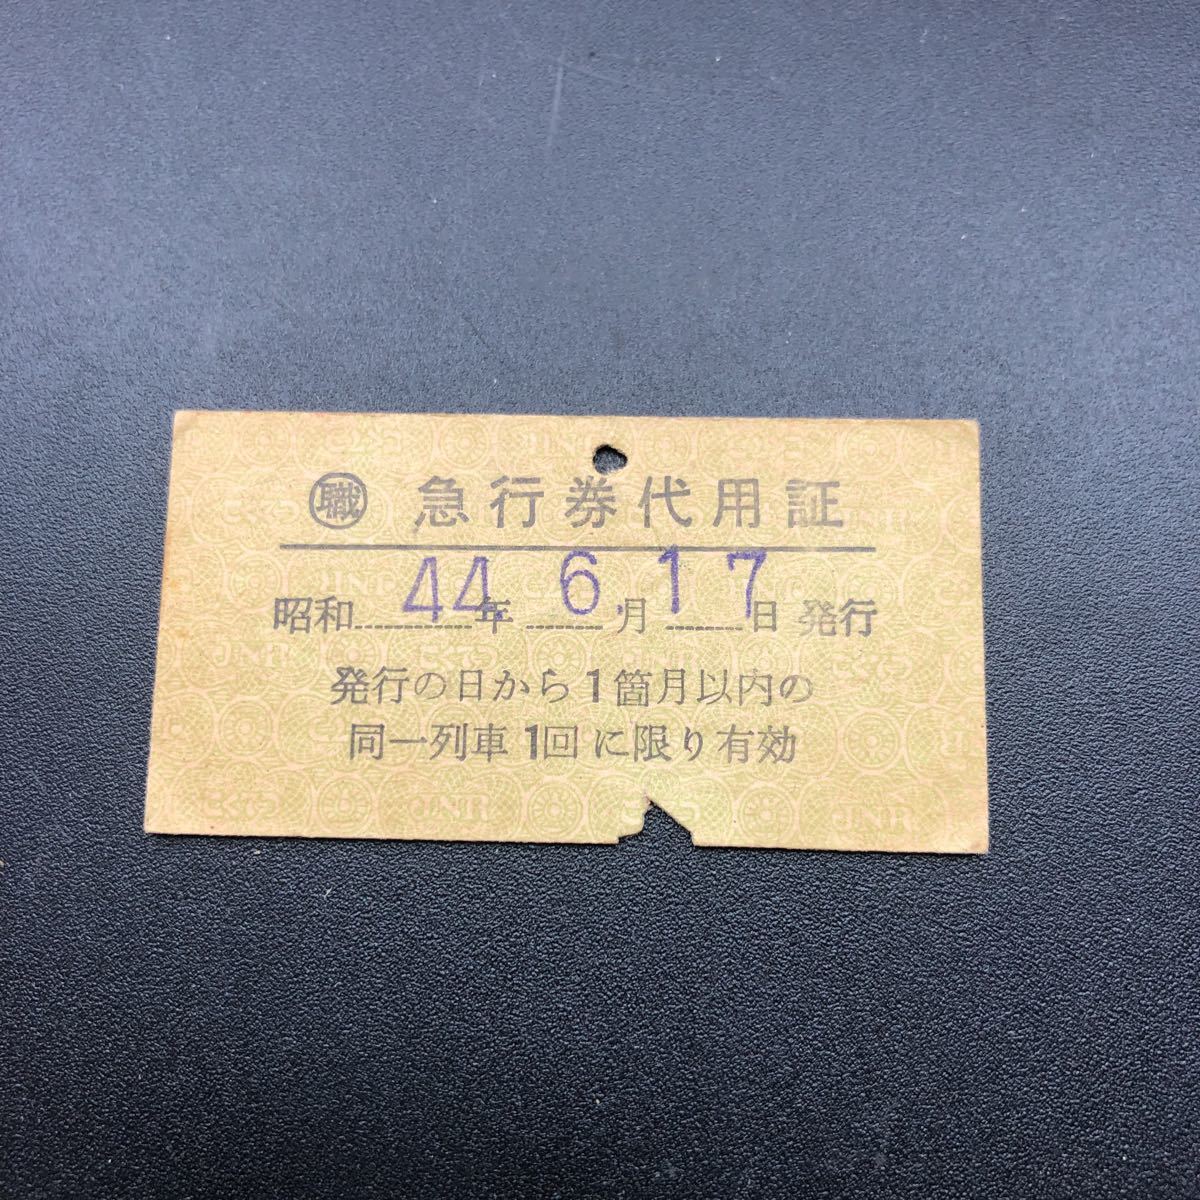 ㊩ 急行券代用証
昭和44年6月17日 発行
発行の日から1箇月以内の
同一列車1回に限り有効